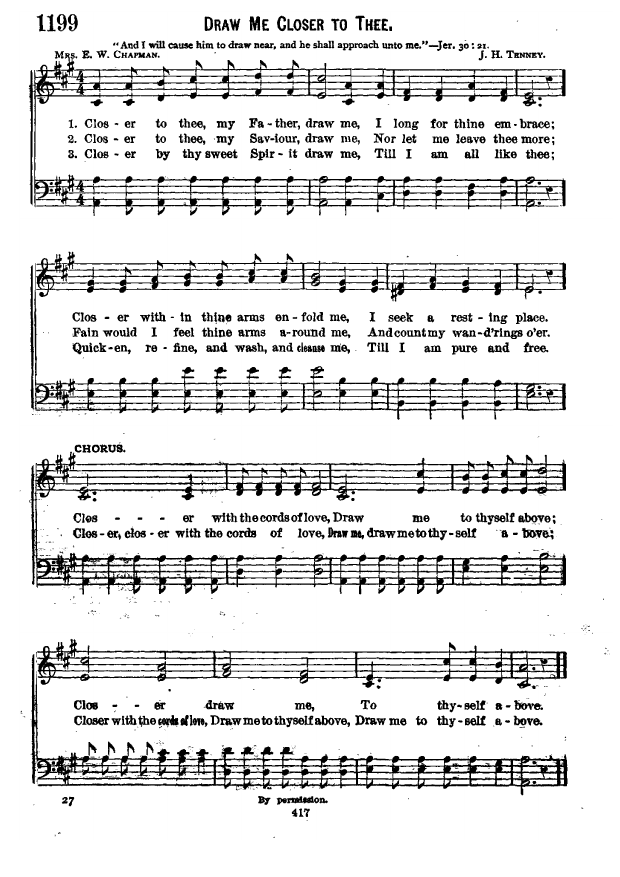 1199
DRAW ME CLOSER TO THEE.
"And I will cause him to draw near, and he shall approach unto me."—Jer. 30 : 21.
MRS. E. W. CHAPMAN. J. H. TENNEY.
1. Clos - er to thee, my Fa - ther, draw me, I long for thine em - brace;
2. Clos - er to thee, my Sav - iour, draw me, Nor let me leave thee more;
3. Clos - er by thy sweet Spir - it draw me, Till I am all like thee;
Clos - er with - in thine arms en - fold me, I seek a rest - ing place.
Fain would I feel thine arms a-round me, And count my wan-d'rings o'er.
Quick-en, re - fine, and wash, and cleanse me, Till I am pure and free.
CHORUS.
Clos - - - er with the cords of love, Draw me to thyself above;
Clos-er, clos - er with the cords of love, Draw me, draw me to thy-self a - bove;
Clos - - er draw me, To thy-self a - bove.
Closer with the cords of love, Draw me to thyself above, Draw me to thy-self a - bove.
27 By permission.
417